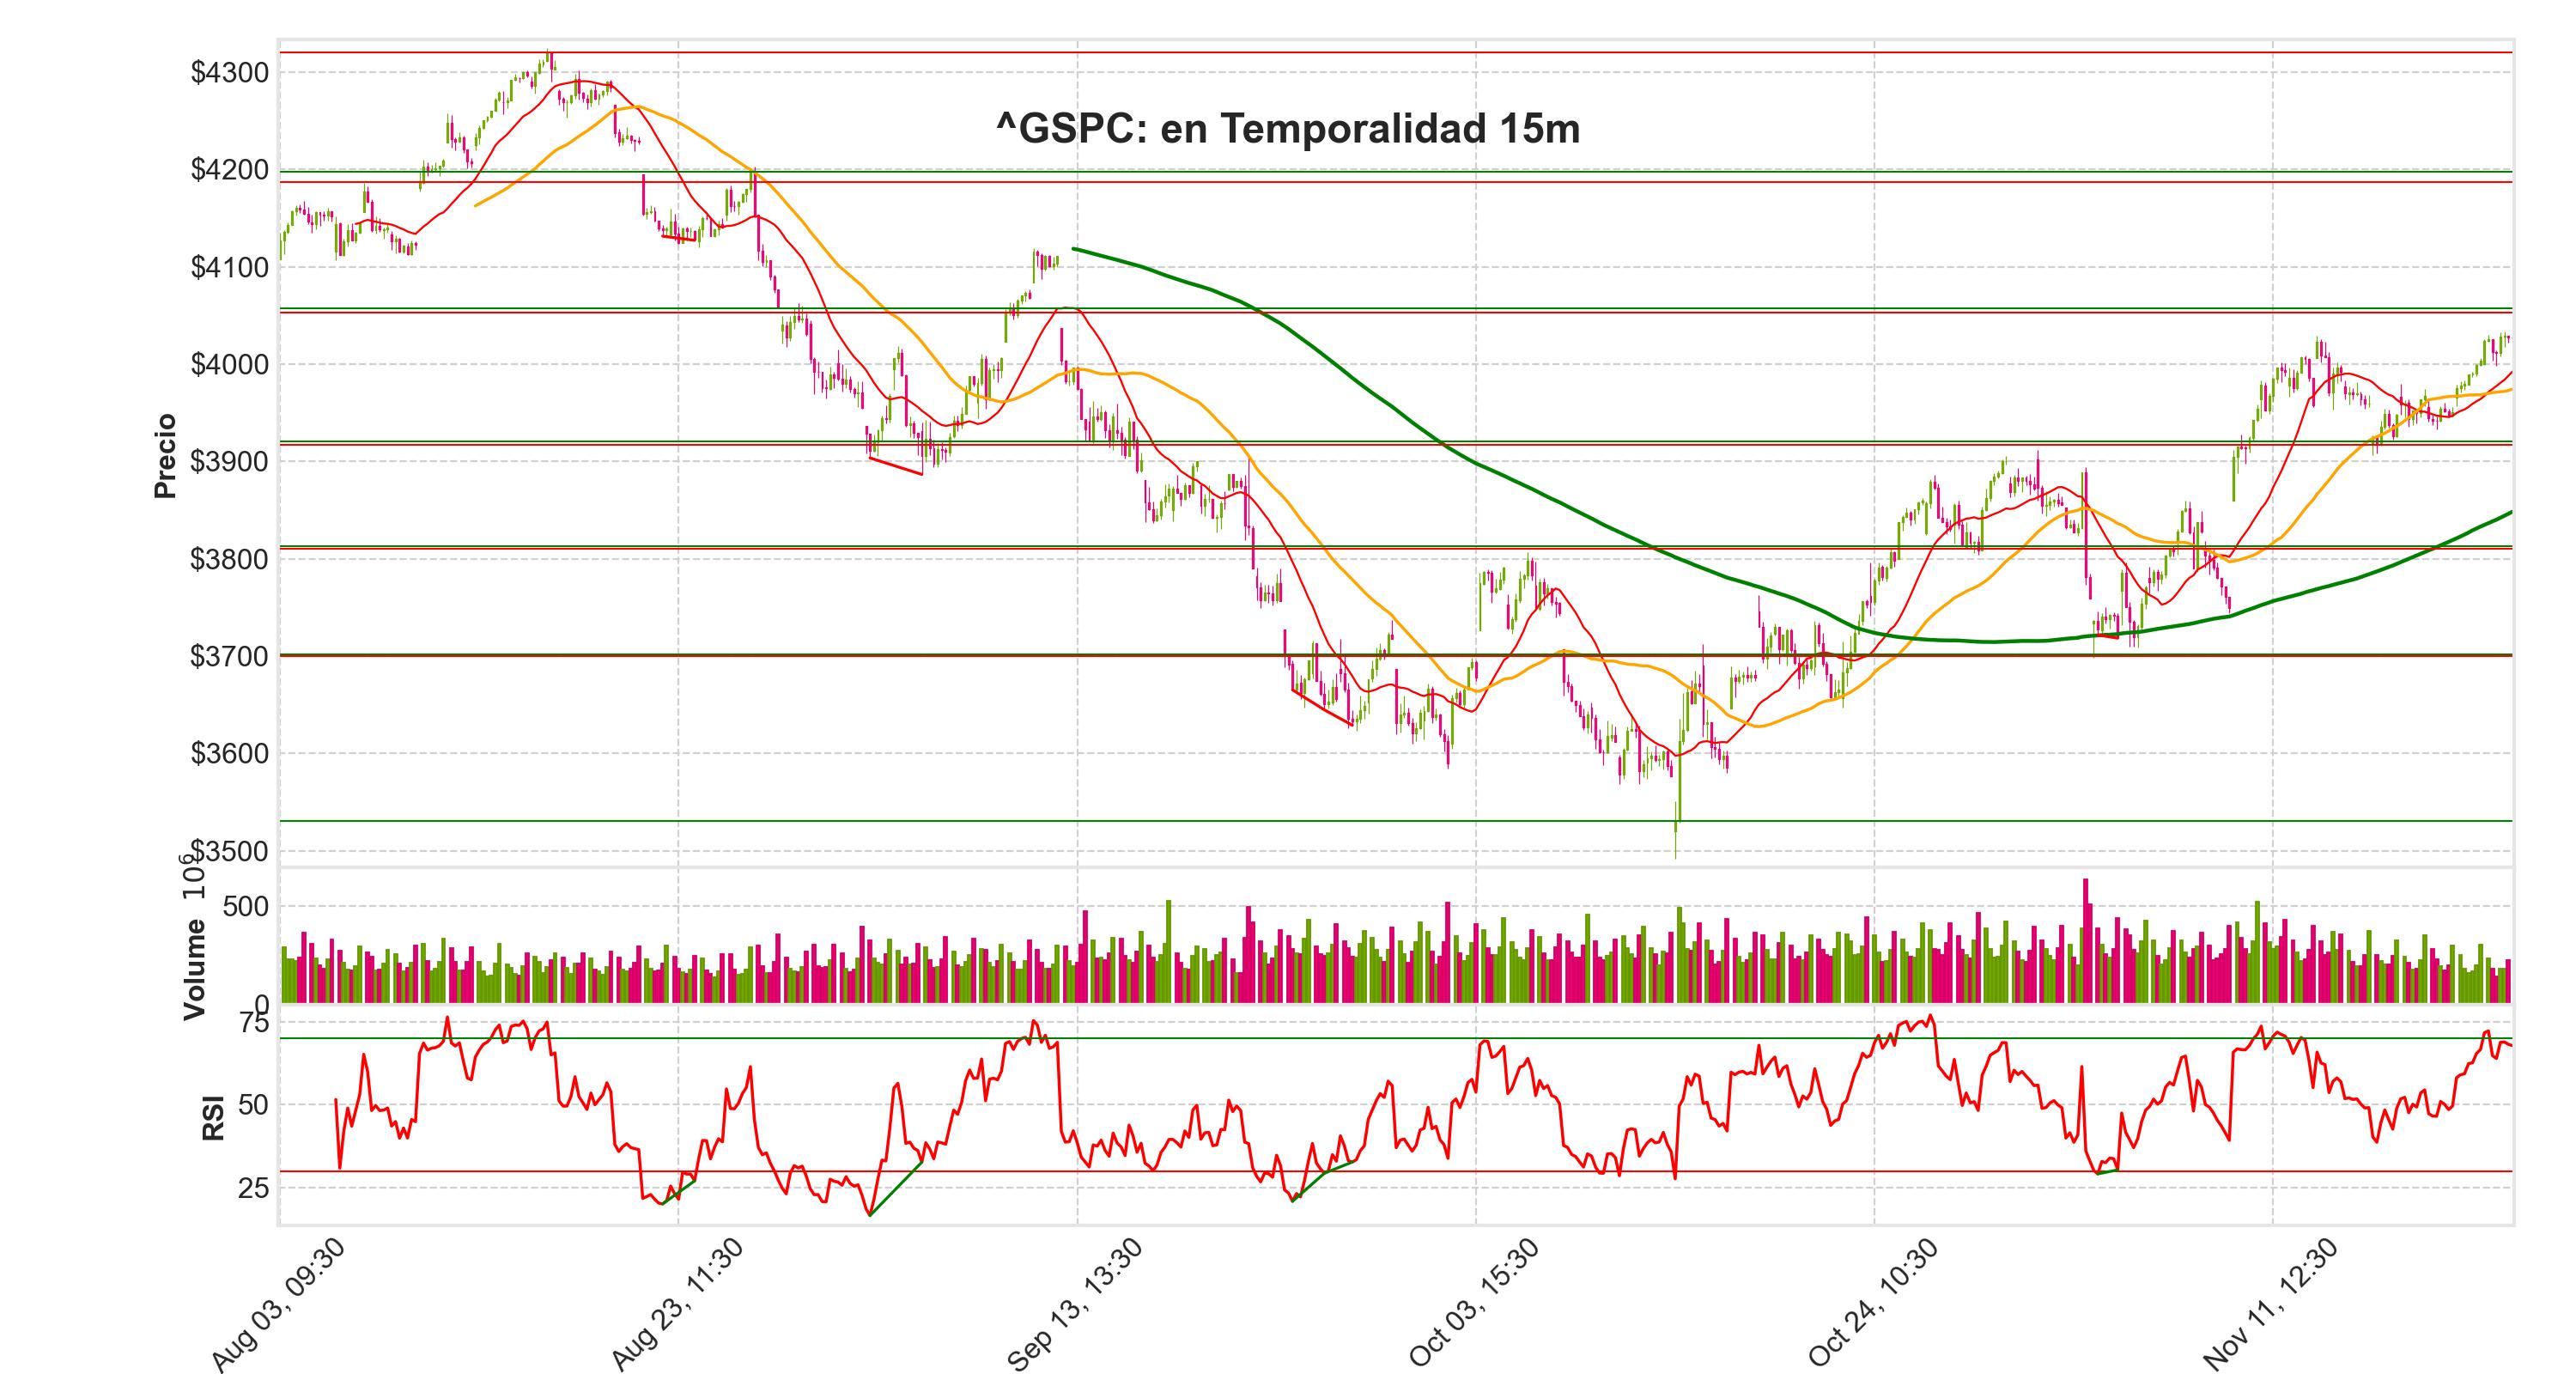 ^GSPC: en Temporalidad 15m
$4300
$4200
$4100
$4000
$3900
$3800
$3700
$3600
$3500
Precio
500
0
Volume 10^6
75
50
25
RSI
Aug 03, 09:30
Aug 23, 11:30
Sep 13, 13:30
Oct 03, 15:30
Oct 24, 10:30
Nov 11, 12:30